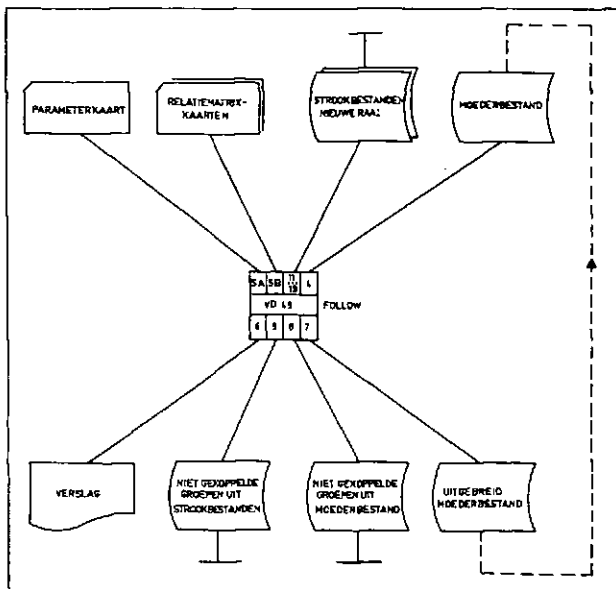 PARAMETERKAART
RELATIEMATRIX-
KAARTEN
STROOKBESTANDEN
NIEUWE RAAI
MOEDERBESTAND
5A 5B 11 4
19
VD 49
FOLLOW
6 9 8 7
VERSLAG
NIET GEKOPPELDE
GROEPEN UIT
STROOKBESTANDEN
NIET GEKOPPELDE
GROEPEN UIT
MOEDERBESTAND
UITGEBREID
MOEDERBESTAND